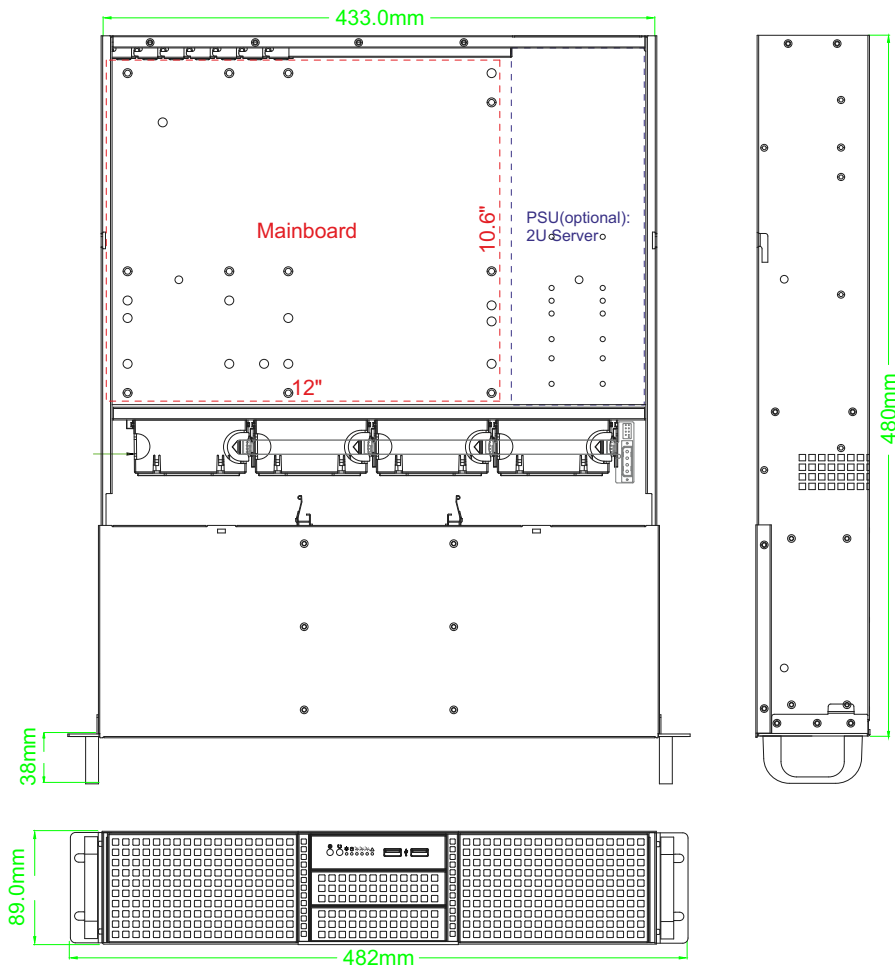 433.0mm
Mainboard
10.6"
PSU(optional):
2U Server
12"
480mm
38mm
89.0mm
482mm